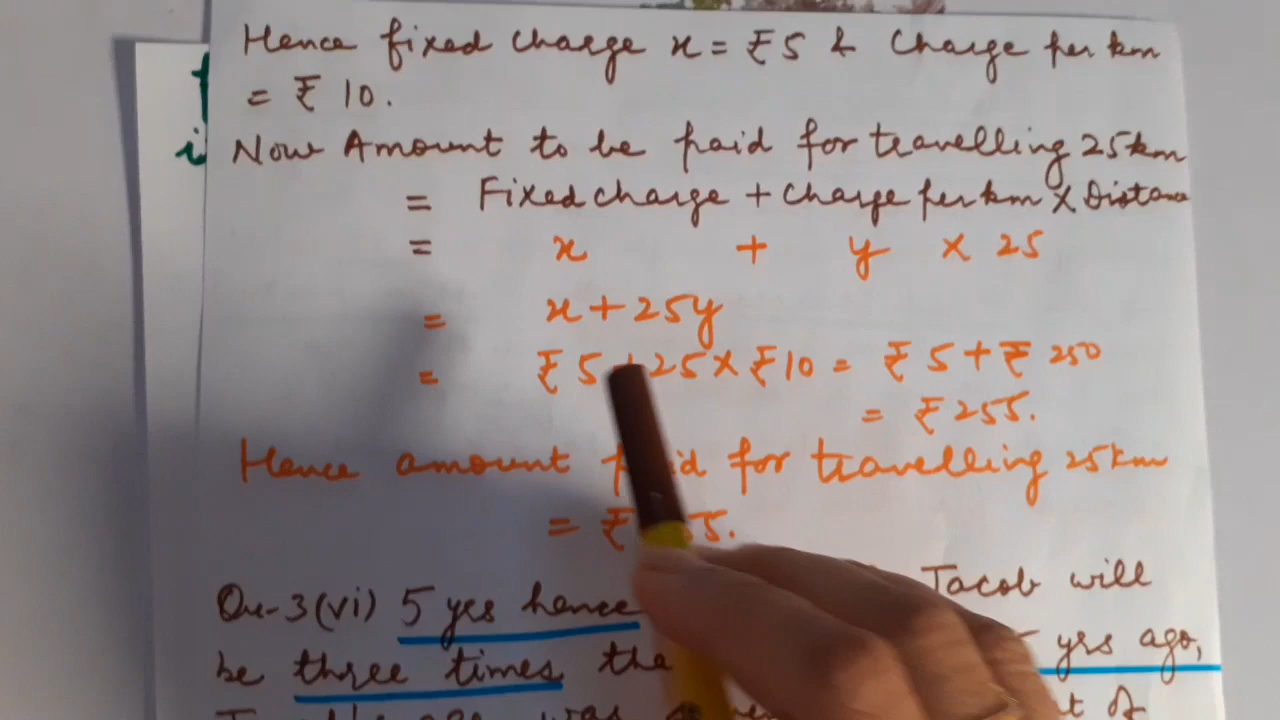 Hence fixed charge x = ₹5 & Charge per km
= ₹ 10.
Now Amount to be paid for travelling 25km
= Fixed charge + Charge per km X Distance
= x + y X 25
= x + 25y
= ₹ 5 + 25 X ₹10 = ₹ 5 + ₹ 250
= ₹ 255.
Hence amount for travelling 25km
= ₹
Qu-3(vi) 5 yrs hence Jacob will
be three times the yrs ago,